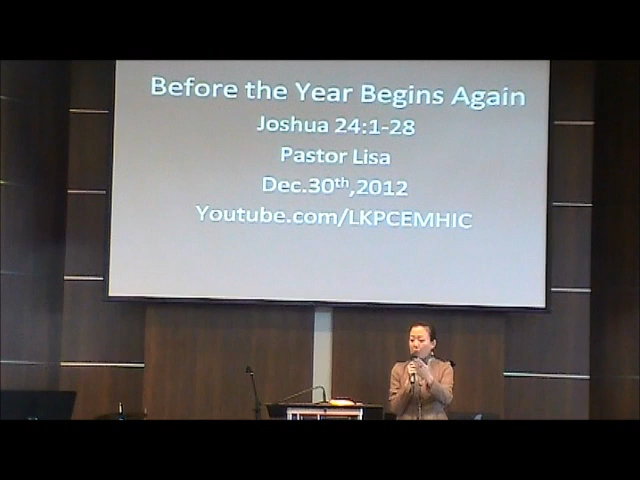 Before the Year Begins Again
Joshua 24:1-28
Pastor Lisa
Dec.30th,2012
Youtube.com/LKPCEMHIC